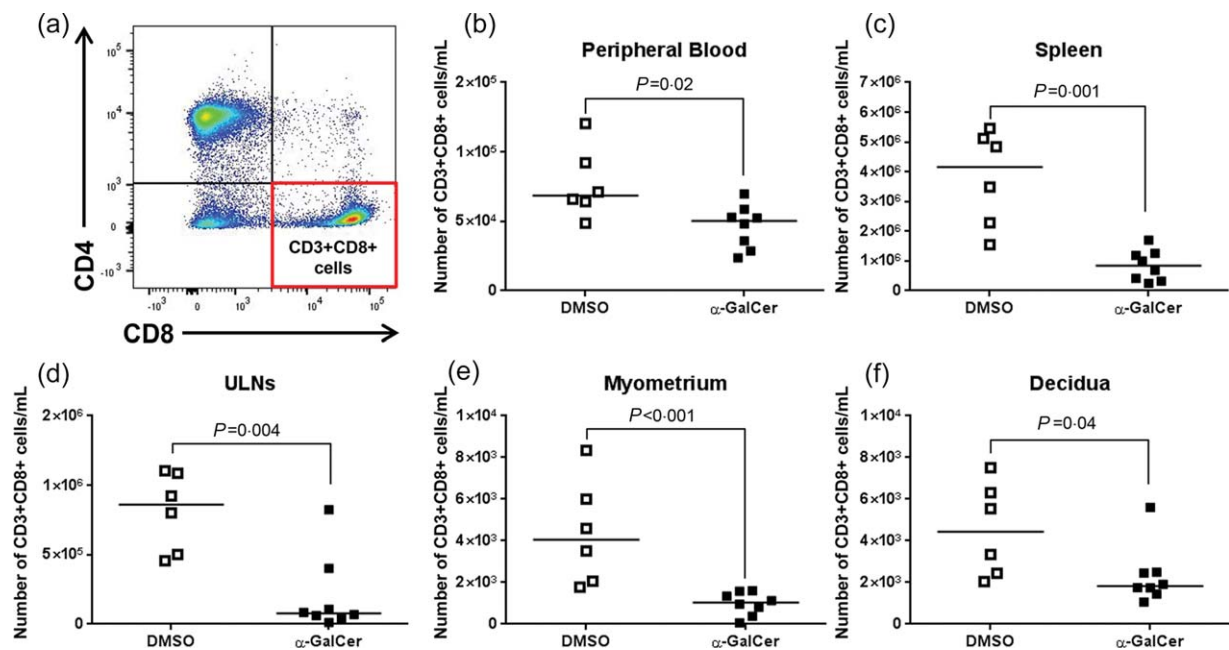 (a)
CD4
10⁵
10⁴
10³
0
-10³
-10³ 0 10³ 10⁴ 10⁵
CD8
CD3+CD8+
cells
(b)
Peripheral Blood
P=0·02
Number of CD3+CD8+ cells/mL
2×10⁵
1×10⁵
5×10⁴
0
DMSO α-GalCer
(c)
Spleen
P=0·001
Number of CD3+CD8+ cells/mL
7×10⁶
6×10⁶
5×10⁶
4×10⁶
3×10⁶
2×10⁶
1×10⁶
0
DMSO α-GalCer
(d)
ULNs
P=0·004
Number of CD3+CD8+ cells/mL
2×10⁶
1×10⁶
5×10⁵
0
DMSO α-GalCer
(e)
Myometrium
P<0·001
Number of CD3+CD8+ cells/mL
1×10⁴
8×10³
6×10³
4×10³
2×10³
0
DMSO α-GalCer
(f)
Decidua
P=0·04
Number of CD3+CD8+ cells/mL
1×10⁴
8×10³
6×10³
4×10³
2×10³
0
DMSO α-GalCer